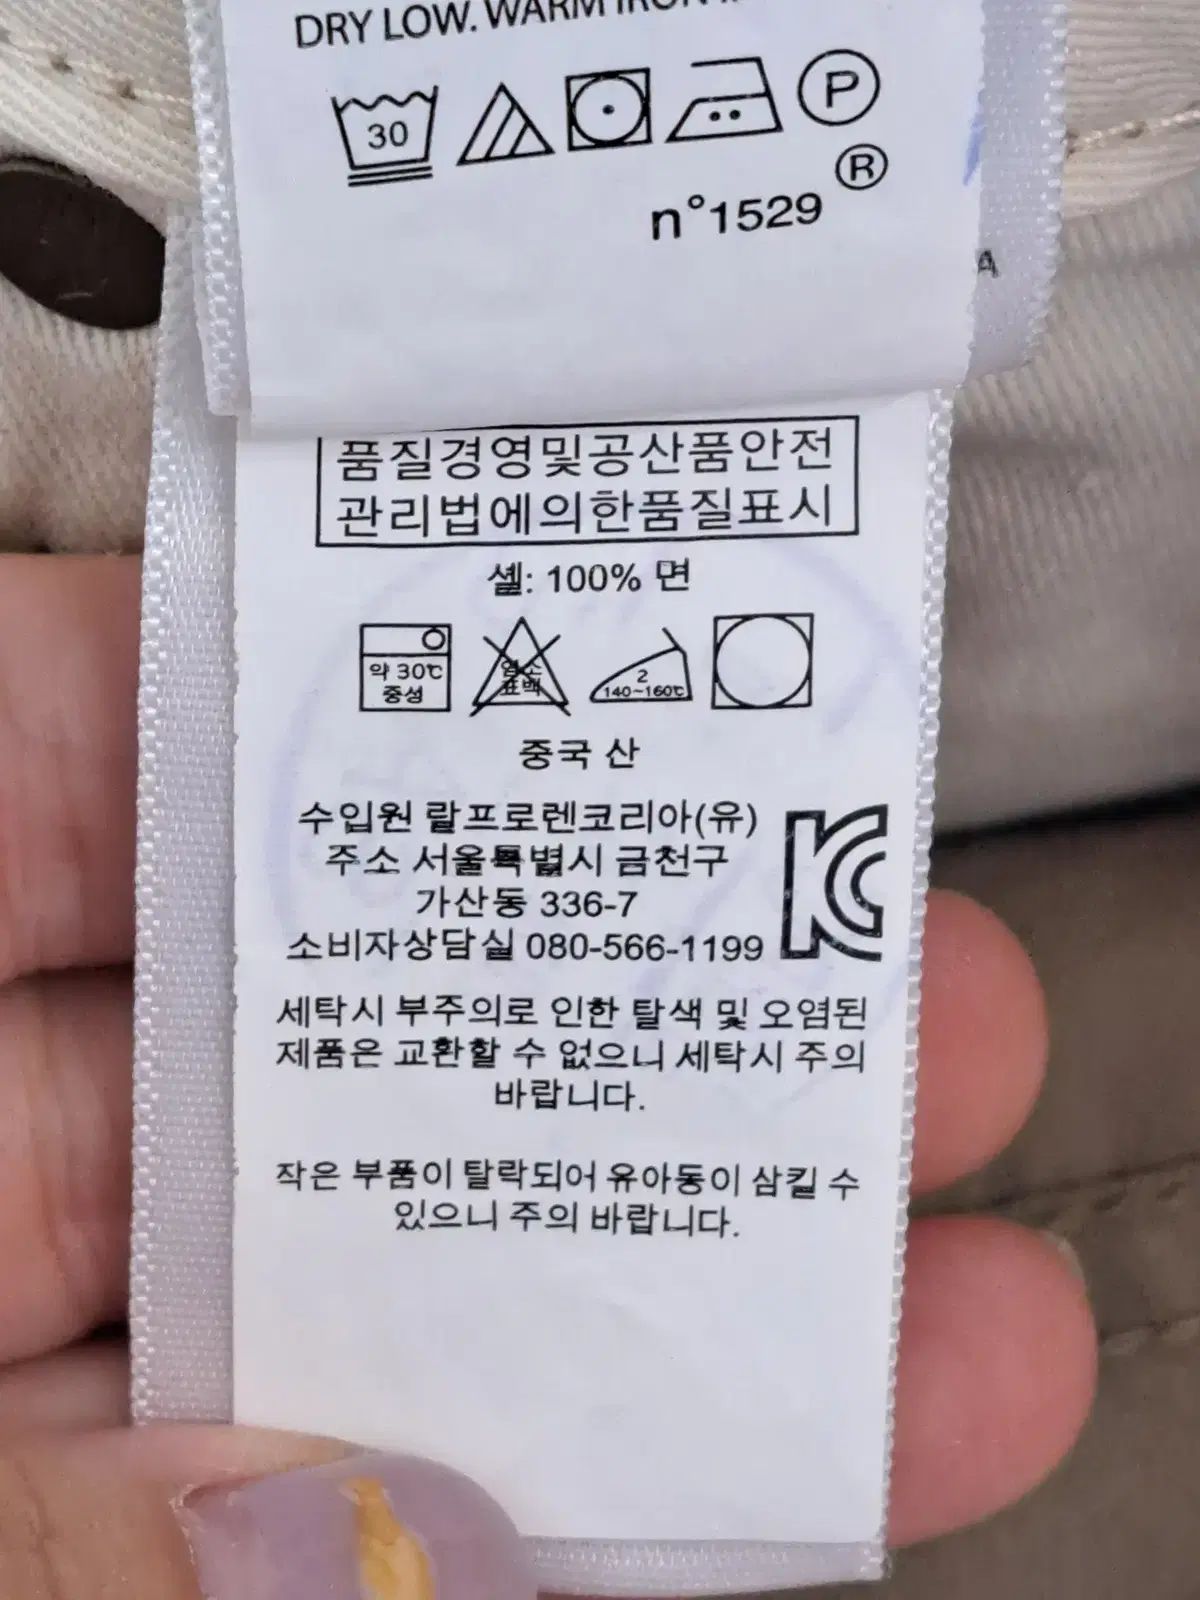 DRY LOW. WARM IRON
30
P
®
n°1529
A
품질경영및공산품안전
관리법에의한품질표시
셸: 100% 면
약 30℃
중성
염소
표백
2
140~160℃
중국 산
수입원 랄프로렌코리아(유)
주소 서울특별시 금천구
가산동 336-7
소비자상담실 080-566-1199
세탁시 부주의로 인한 탈색 및 오염된
제품은 교환할 수 없으니 세탁시 주의
바랍니다.
작은 부품이 탈락되어 유아동이 삼킬 수
있으니 주의 바랍니다.